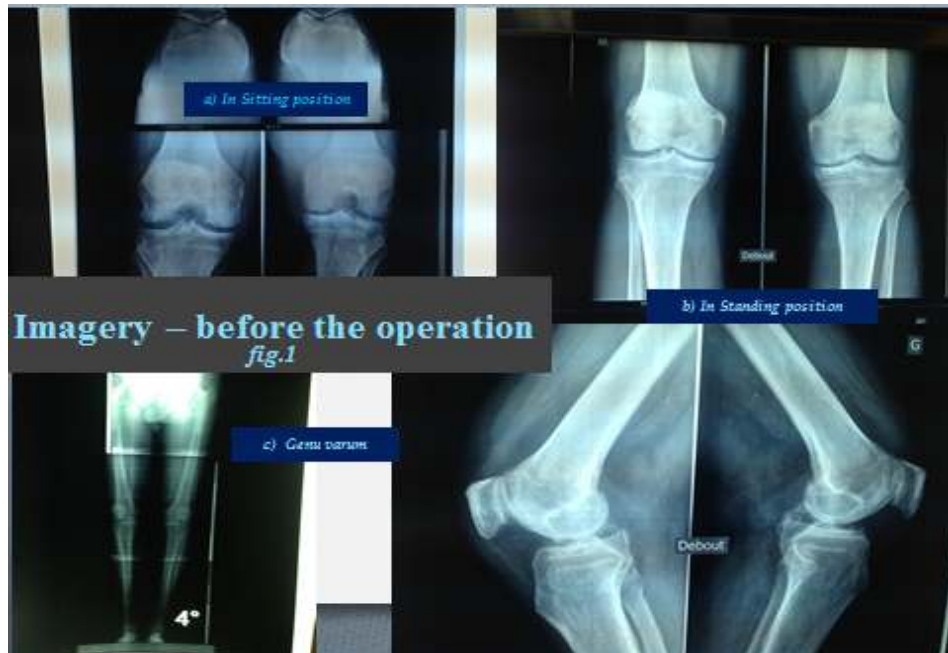 a) In Sitting position
Debout
b) In Standing position
Imagery – before the operation
fig.1
G
c) Genu varum
Debout
4°